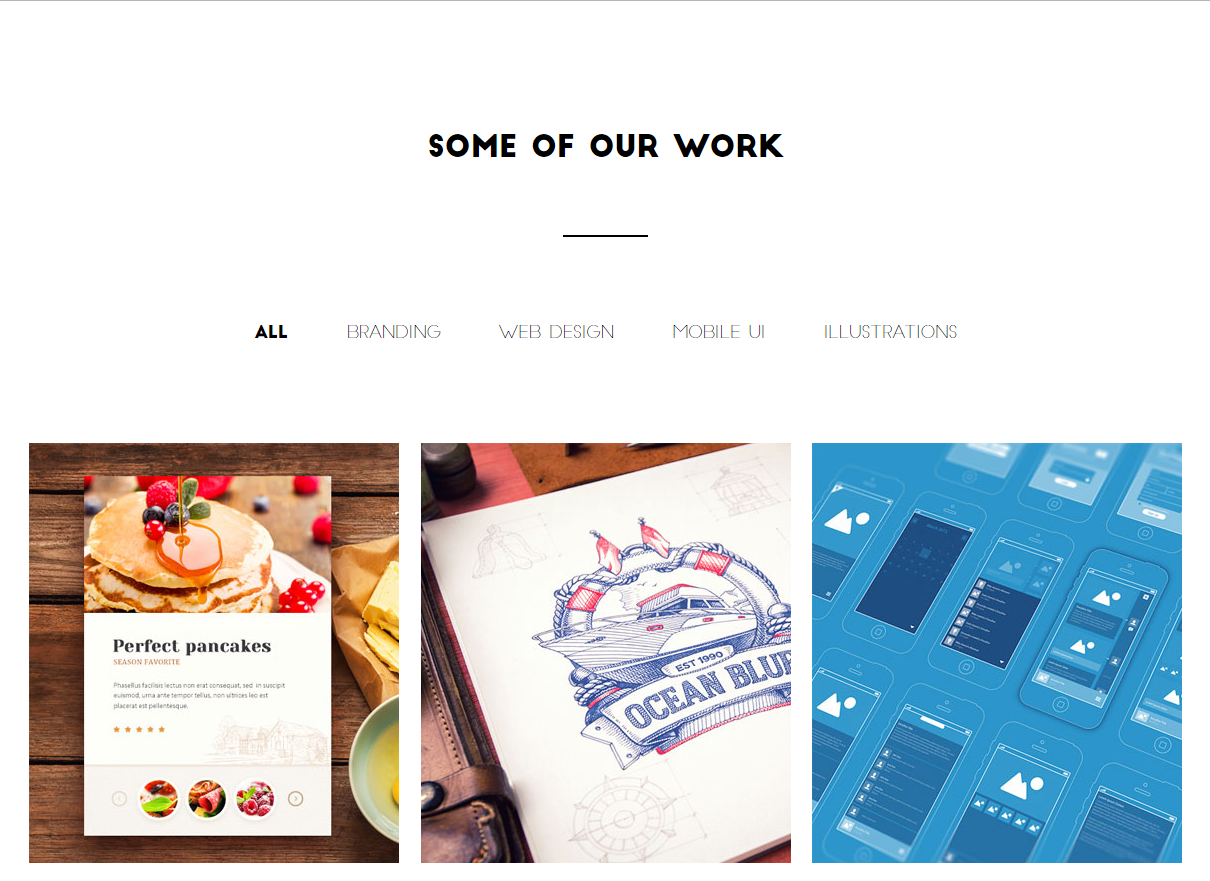 SOME OF OUR WORK
ALL
BRANDING
WEB DESIGN
MOBILE UI
ILLUSTRATIONS
Perfect pancakes
SEASON FAVORITE
Phasellus facilisis lectus non erat consequat, sed in suscipit
euismod, urna ante tempor tellus, non ultrices leo est
placerat est pellentesque.
EST 1990
OCEAN BLUE